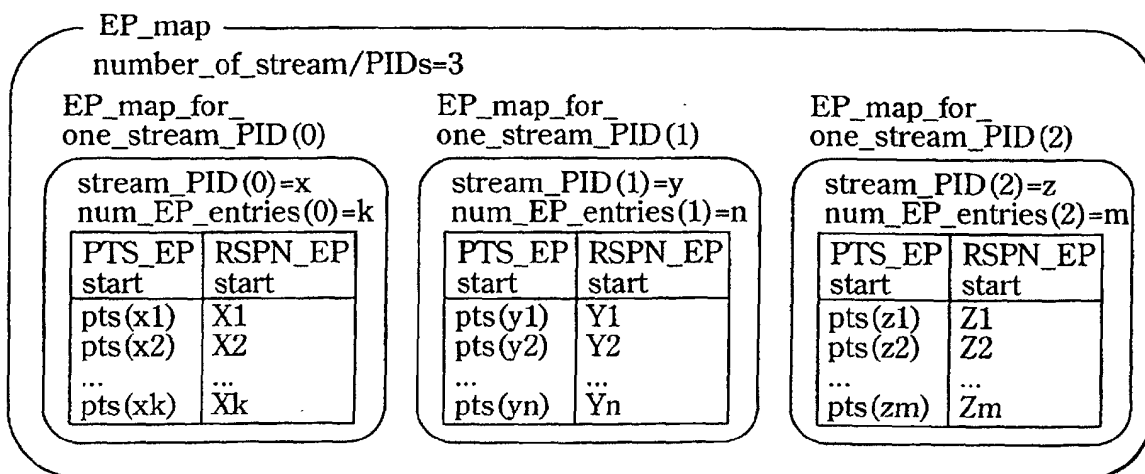 EP_map
number_of_stream/PIDs=3
EP_map_for_
one_stream_PID(0)
stream_PID(0)=x
num_EP_entries(0)=k
PTS_EP RSPN_EP
start start
pts(x1) X1
pts(x2) X2
... ...
pts(xk) Xk
EP_map_for_
one_stream_PID(1)
stream_PID(1)=y
num_EP_entries(1)=n
PTS_EP RSPN_EP
start start
pts(y1) Y1
pts(y2) Y2
... ...
pts(yn) Yn
EP_map_for_
one_stream_PID(2)
stream_PID(2)=z
num_EP_entries(2)=m
PTS_EP RSPN_EP
start start
pts(z1) Z1
pts(z2) Z2
... ...
pts(zm) Zm